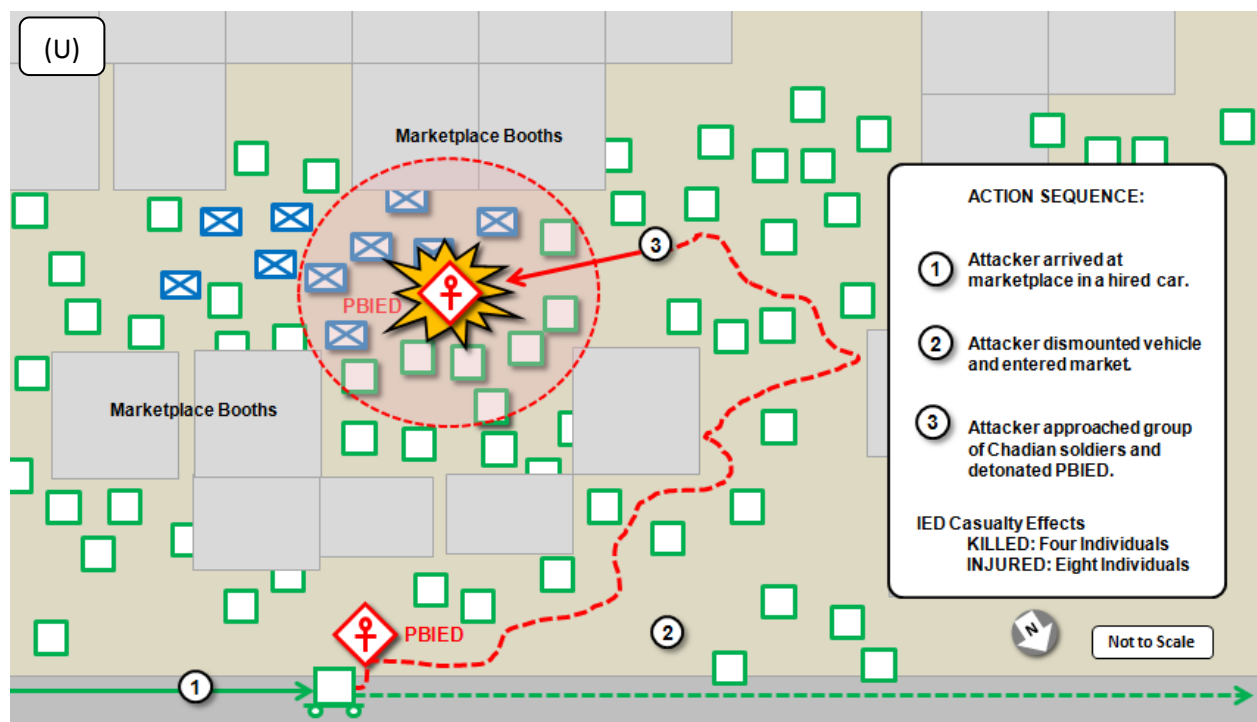 (U)
Marketplace Booths
3
PBIED
Marketplace Booths
PBIED
2
1
ACTION SEQUENCE:
1 Attacker arrived at
marketplace in a hired car.
2 Attacker dismounted vehicle
and entered market.
3 Attacker approached group
of Chadian soldiers and
detonated PBIED.
IED Casualty Effects
KILLED: Four Individuals
INJURED: Eight Individuals
N
Not to Scale